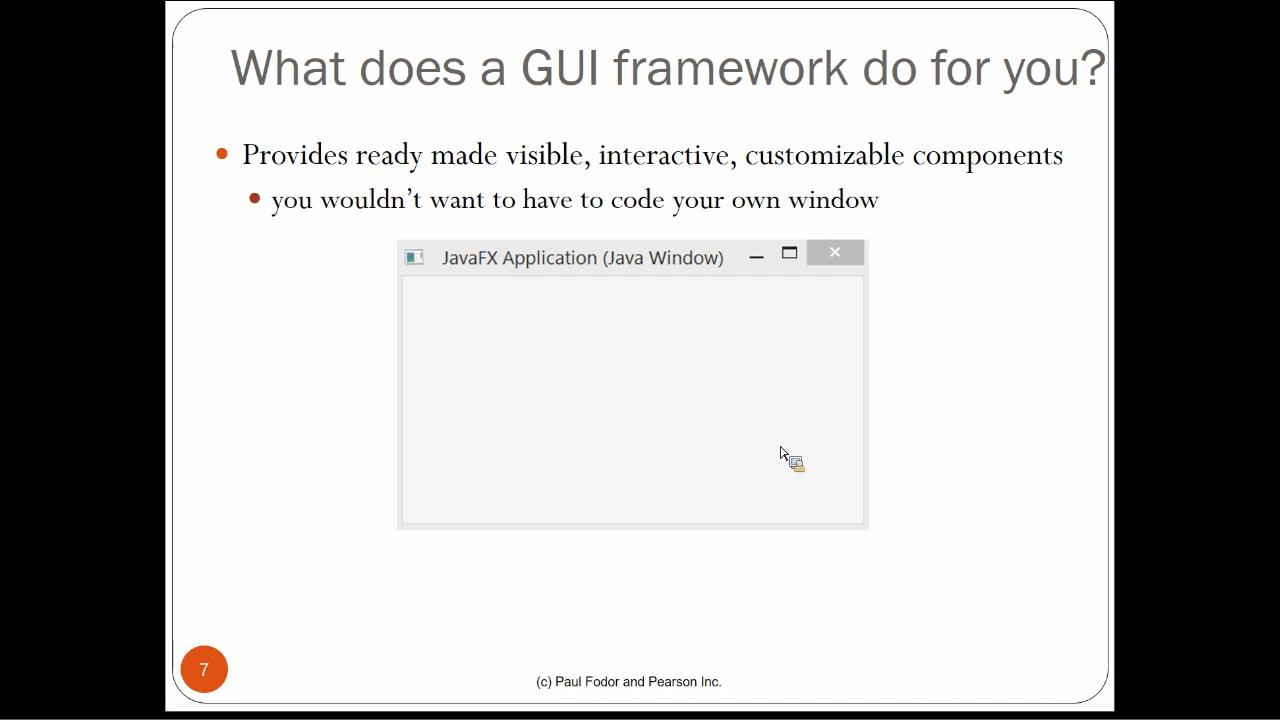 What does a GUI framework do for you?
Provides ready made visible, interactive, customizable components
you wouldn't want to have to code your own window
JavaFX Application (Java Window)
7
(c) Paul Fodor and Pearson Inc.